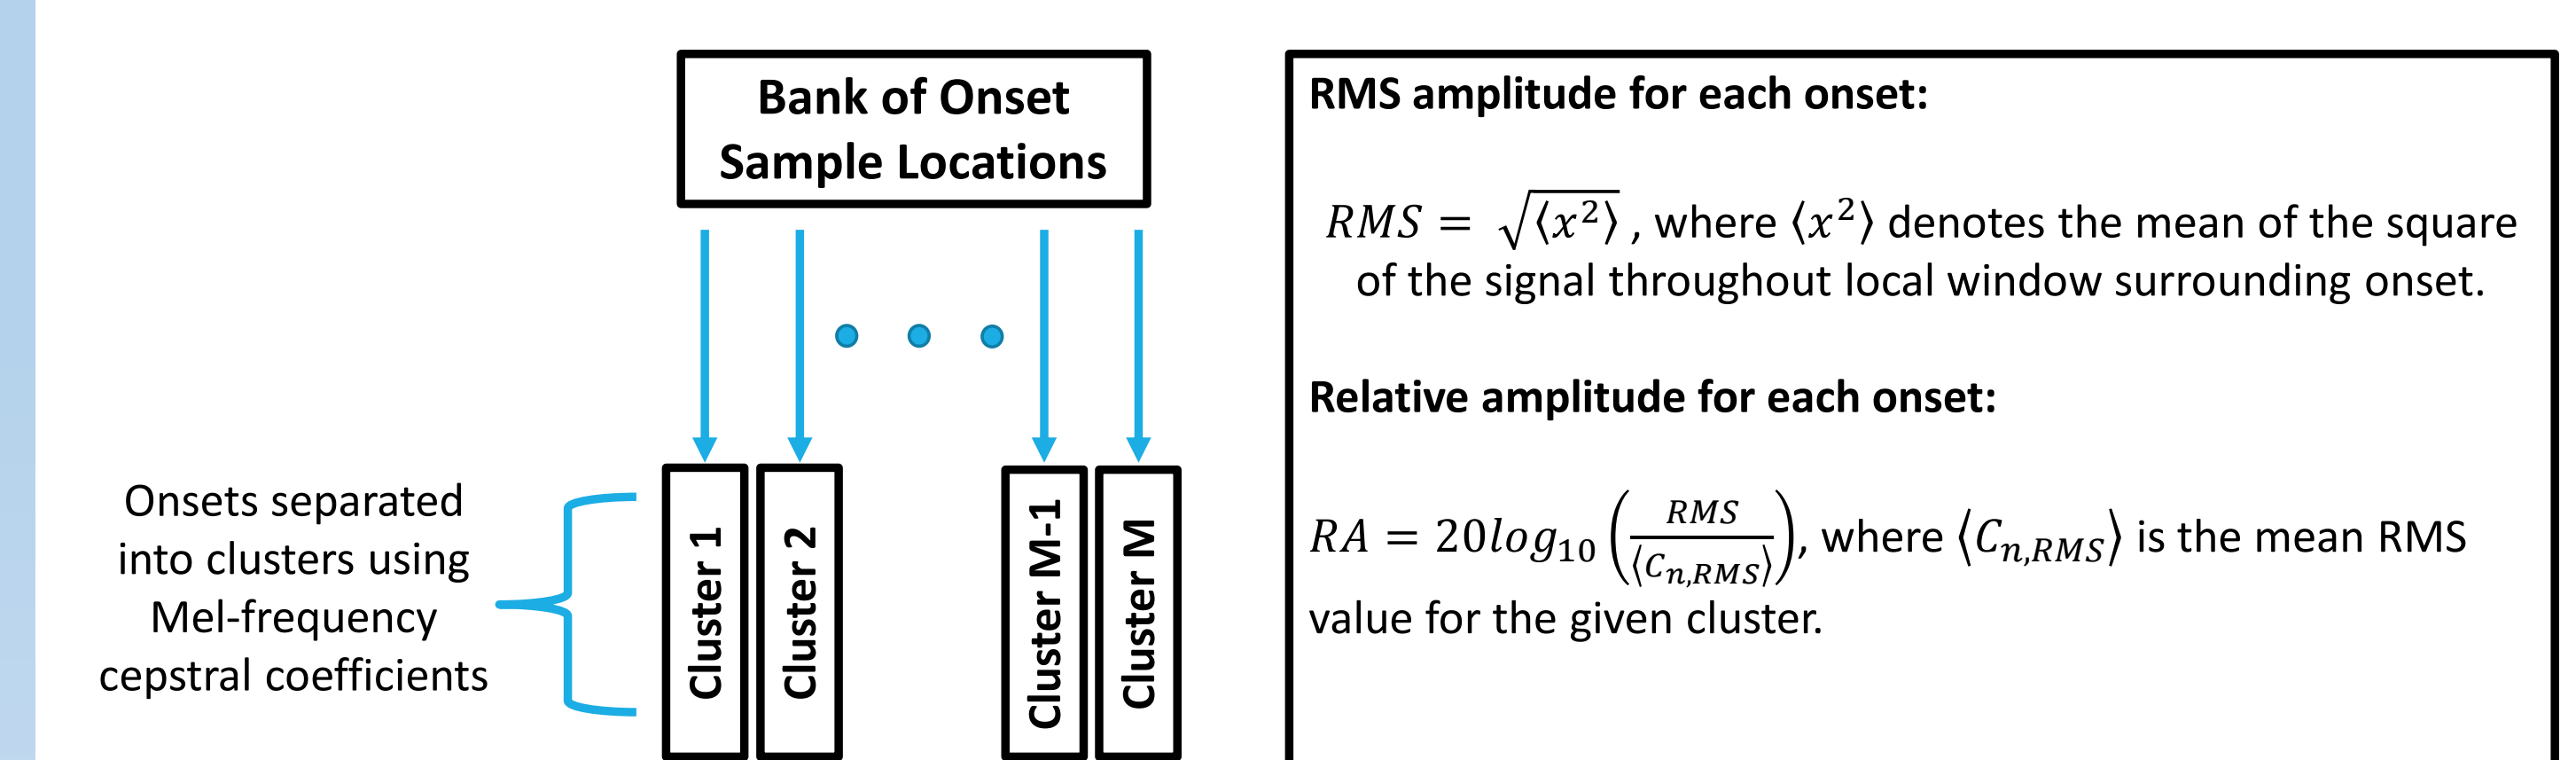 Bank of Onset
Sample Locations
Onsets separated
into clusters using
Mel-frequency
cepstral coefficients
Cluster 1
Cluster 2
Cluster M-1
Cluster M
RMS amplitude for each onset:
RMS = √⟨x²⟩ , where ⟨x²⟩ denotes the mean of the square
of the signal throughout local window surrounding onset.
Relative amplitude for each onset:
RA = 20log₁₀ (RMS/⟨Cₙ,RMS⟩), where ⟨Cₙ,RMS⟩ is the mean RMS
value for the given cluster.